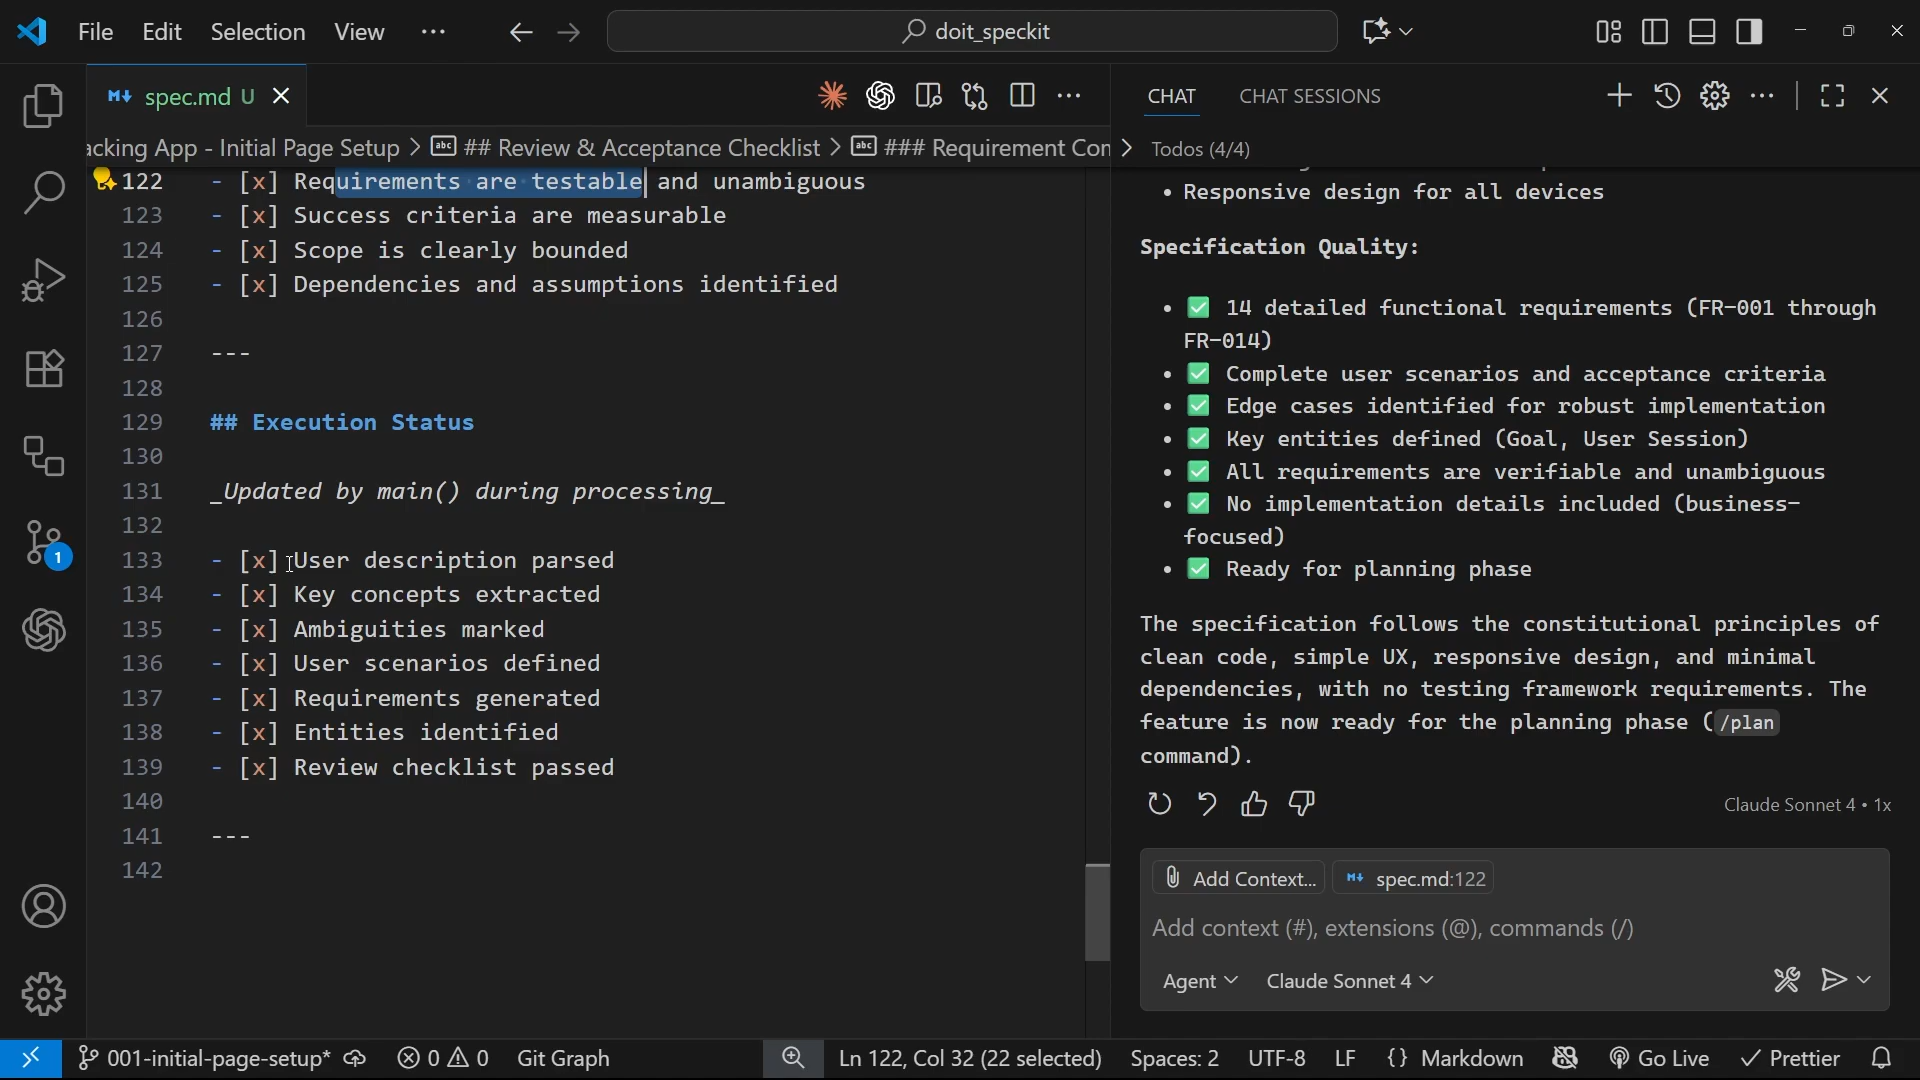 File Edit Selection View ··· doit_speckit
spec.md U
CHAT CHAT SESSIONS
acking App - Initial Page Setup > ## Review & Acceptance Checklist > ### Requirement Con
Todos (4/4)
122 - [x] Requirements are testable and unambiguous
123 - [x] Success criteria are measurable
124 - [x] Scope is clearly bounded
125 - [x] Dependencies and assumptions identified
126
127 ---
128
129 ## Execution Status
130
131 _Updated by main() during processing_
132
133 - [x] User description parsed
134 - [x] Key concepts extracted
135 - [x] Ambiguities marked
136 - [x] User scenarios defined
137 - [x] Requirements generated
138 - [x] Entities identified
139 - [x] Review checklist passed
140
141 ---
142
• Responsive design for all devices
Specification Quality:
• ✅ 14 detailed functional requirements (FR-001 through
FR-014)
• ✅ Complete user scenarios and acceptance criteria
• ✅ Edge cases identified for robust implementation
• ✅ Key entities defined (Goal, User Session)
• ✅ All requirements are verifiable and unambiguous
• ✅ No implementation details included (business-
focused)
• ✅ Ready for planning phase
The specification follows the constitutional principles of
clean code, simple UX, responsive design, and minimal
dependencies, with no testing framework requirements. The
feature is now ready for the planning phase (/plan
command).
Claude Sonnet 4 • 1x
Add Context... spec.md:122
Add context (#), extensions (@), commands (/)
Agent Claude Sonnet 4
1
001-initial-page-setup* 0 0 Git Graph Ln 122, Col 32 (22 selected) Spaces: 2 UTF-8 LF {} Markdown Go Live Prettier